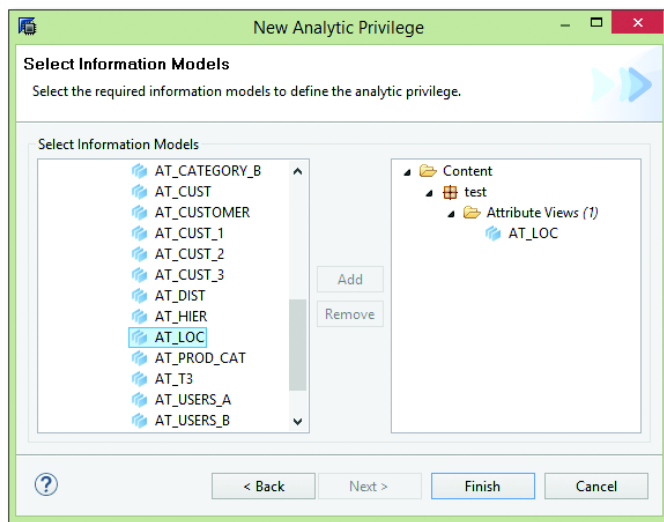 New Analytic Privilege
Select Information Models
Select the required information models to define the analytic privilege.
Select Information Models
AT_CATEGORY_B
AT_CUST
AT_CUSTOMER
AT_CUST_1
AT_CUST_2
AT_CUST_3
AT_DIST
AT_HIER
AT_LOC
AT_PROD_CAT
AT_T3
AT_USERS_A
AT_USERS_B
Add
Remove
Content
test
Attribute Views (1)
AT_LOC
?
< Back
Next >
Finish
Cancel